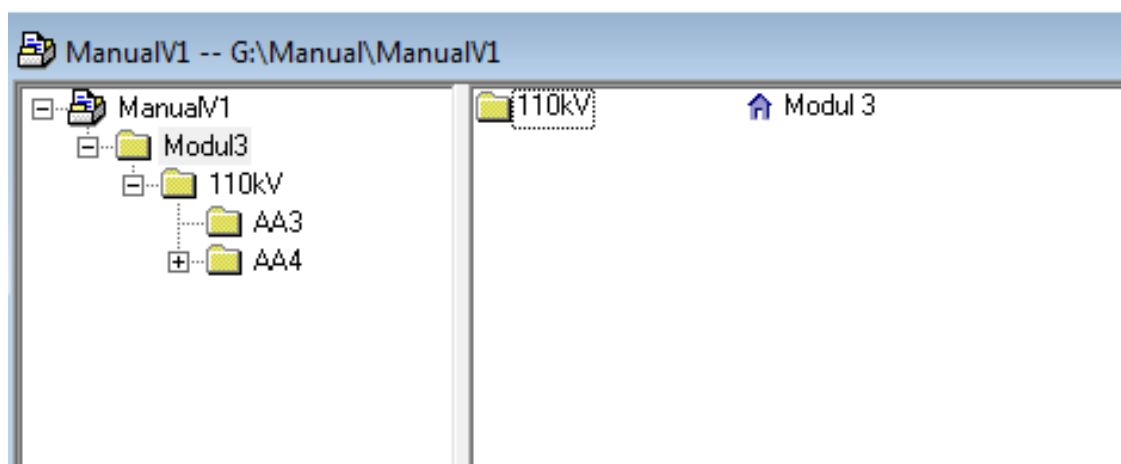 ManualV1 -- G:\Manual\ManualV1
ManualV1
Modul3
110kV
AA3
AA4
110kV
Modul 3